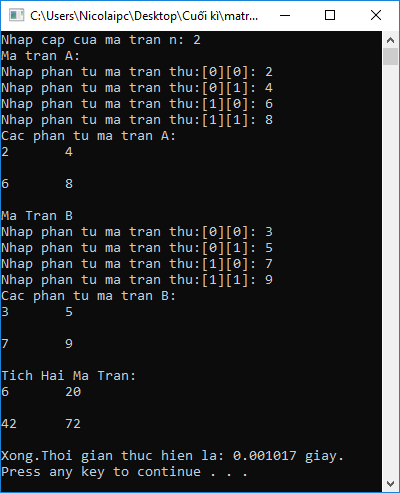 C:\Users\Nicolaipc\Desktop\Cuối kì\matr...
Nhap cap cua ma tran n: 2
Ma tran A:
Nhap phan tu ma tran thu:[0][0]: 2
Nhap phan tu ma tran thu:[0][1]: 4
Nhap phan tu ma tran thu:[1][0]: 6
Nhap phan tu ma tran thu:[1][1]: 8
Cac phan tu ma tran A:
2 4
6 8
Ma Tran B
Nhap phan tu ma tran thu:[0][0]: 3
Nhap phan tu ma tran thu:[0][1]: 5
Nhap phan tu ma tran thu:[1][0]: 7
Nhap phan tu ma tran thu:[1][1]: 9
Cac phan tu ma tran B:
3 5
7 9
Tich Hai Ma Tran:
6 20
42 72
Xong.Thoi gian thuc hien la: 0.001017 giay.
Press any key to continue . . .